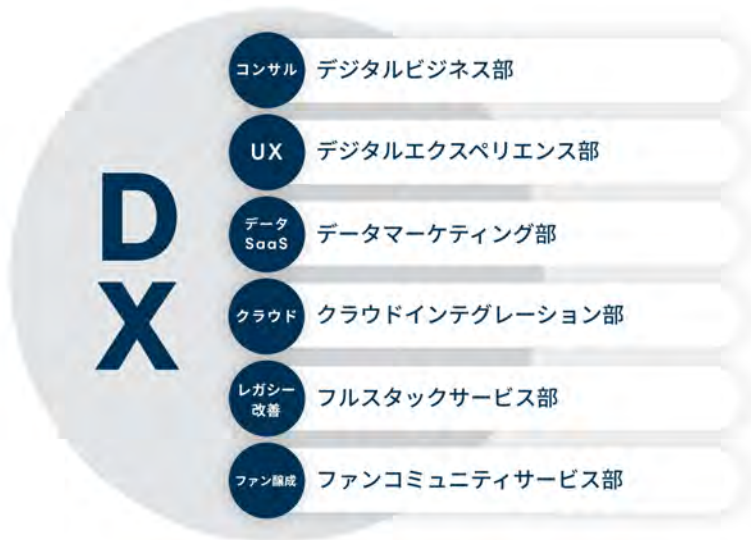 DX
コンサル
デジタルビジネス部
UX
デジタルエクスペリエンス部
データ
SaaS
データマーケティング部
クラウド
クラウドインテグレーション部
レガシー
改善
フルスタックサービス部
ファン醸成
ファンコミュニティサービス部